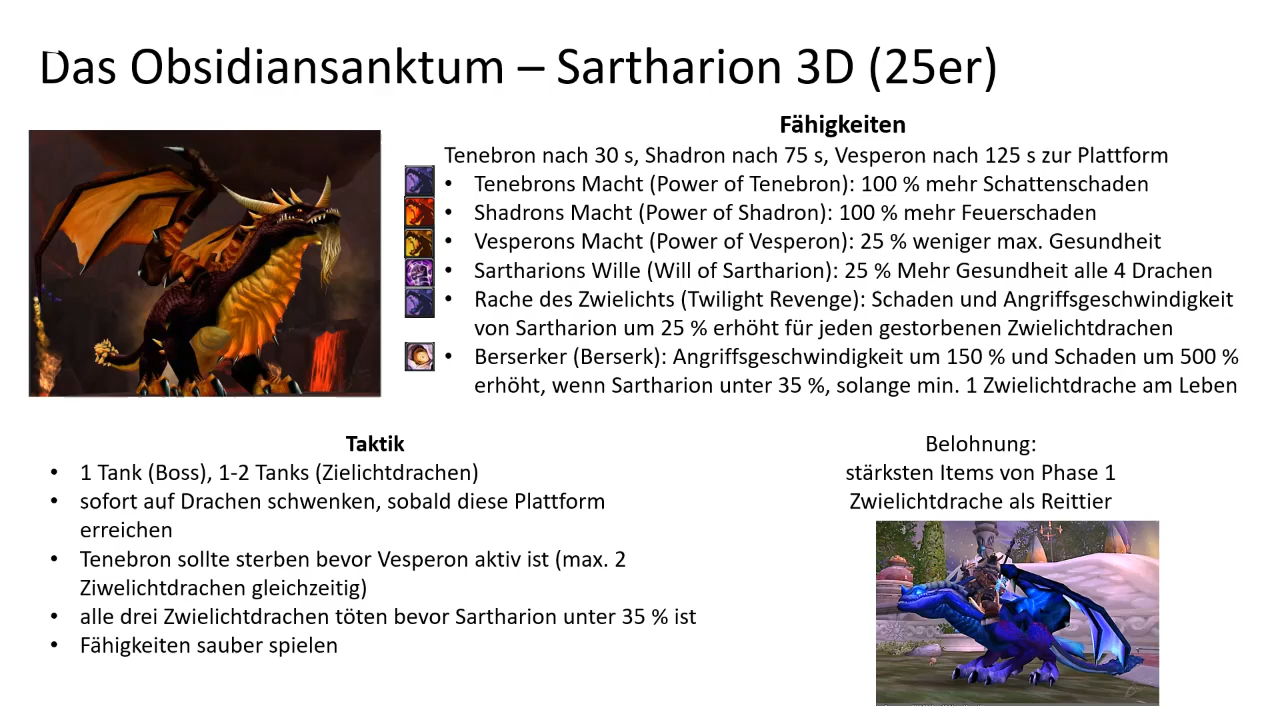 Das Obsidiansanktum – Sartharion 3D (25er)
Fähigkeiten
Tenebron nach 30 s, Shadron nach 75 s, Vesperon nach 125 s zur Plattform
• Tenebrons Macht (Power of Tenebron): 100 % mehr Schattenschaden
• Shadrons Macht (Power of Shadron): 100 % mehr Feuerschaden
• Vesperons Macht (Power of Vesperon): 25 % weniger max. Gesundheit
• Sartharions Wille (Will of Sartharion): 25 % Mehr Gesundheit alle 4 Drachen
• Rache des Zwielichts (Twilight Revenge): Schaden und Angriffsgeschwindigkeit
von Sartharion um 25 % erhöht für jeden gestorbenen Zwielichtdrachen
• Berserker (Berserk): Angriffsgeschwindigkeit um 150 % und Schaden um 500 %
erhöht, wenn Sartharion unter 35 %, solange min. 1 Zwielichtdrache am Leben
Taktik
• 1 Tank (Boss), 1-2 Tanks (Zielichtdrachen)
• sofort auf Drachen schwenken, sobald diese Plattform
erreichen
• Tenebron sollte sterben bevor Vesperon aktiv ist (max. 2
Ziwelichtdrachen gleichzeitig)
• alle drei Zwielichtdrachen töten bevor Sartharion unter 35 % ist
• Fähigkeiten sauber spielen
Belohnung:
stärksten Items von Phase 1
Zwielichtdrache als Reittier